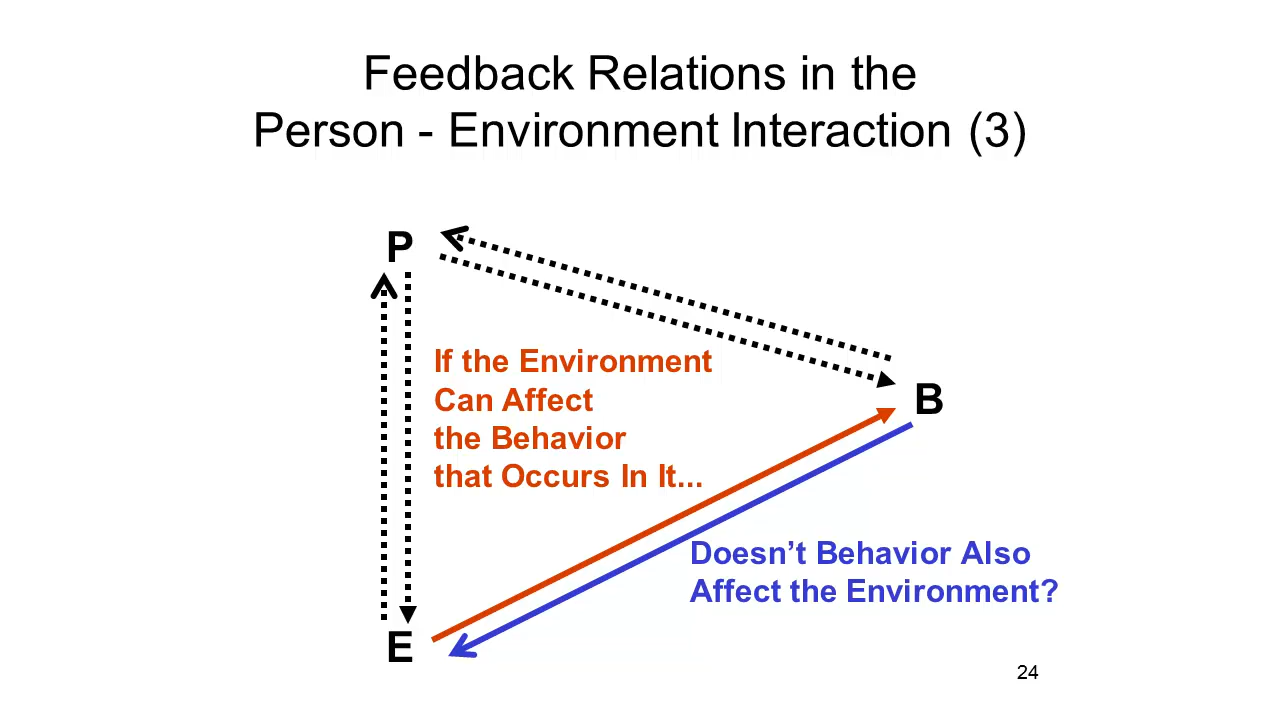 Feedback Relations in the
Person - Environment Interaction (3)
P
If the Environment
Can Affect
the Behavior
that Occurs In It...
B
Doesn’t Behavior Also
Affect the Environment?
E
24